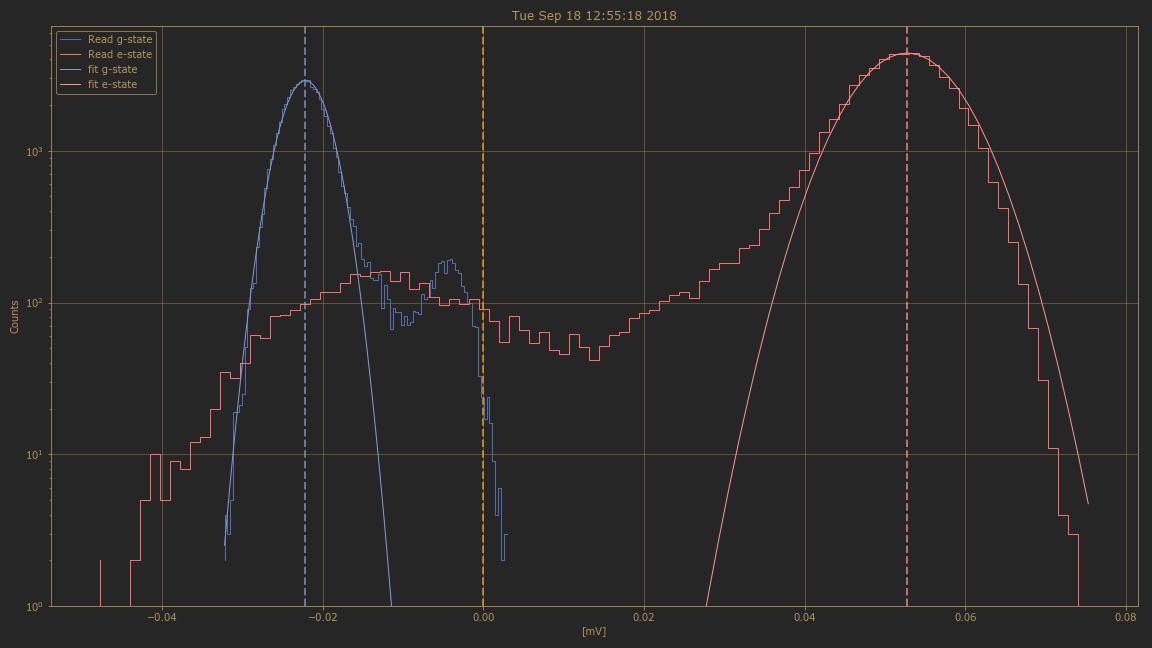 Tue Sep 18 12:55:18 2018
Read g-state
Read e-state
fit g-state
fit e-state
Counts
10³
10²
10¹
10⁰
−0.04
−0.02
0.00
0.02
0.04
0.06
0.08
[mV]